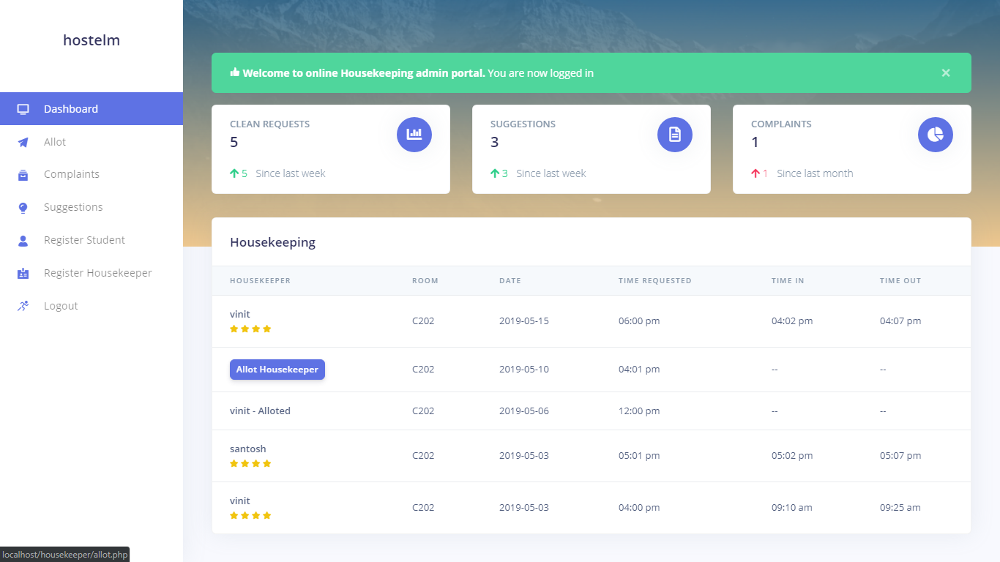 hostelm
Dashboard
Allot
Complaints
Suggestions
Register Student
Register Housekeeper
Logout
Welcome to online Housekeeping admin portal. You are now logged in ×
CLEAN REQUESTS
5
5 Since last week
SUGGESTIONS
3
3 Since last week
COMPLAINTS
1
1 Since last month
Housekeeping
HOUSEKEEPER ROOM DATE TIME REQUESTED TIME IN TIME OUT
vinit C202 2019-05-15 06:00 pm 04:02 pm 04:07 pm
Allot Housekeeper C202 2019-05-10 04:01 pm -- --
vinit - Alloted C202 2019-05-06 12:00 pm -- --
santosh C202 2019-05-03 05:01 pm 05:02 pm 05:07 pm
vinit C202 2019-05-03 04:00 pm 09:10 am 09:25 am
localhost/housekeeper/allot.php